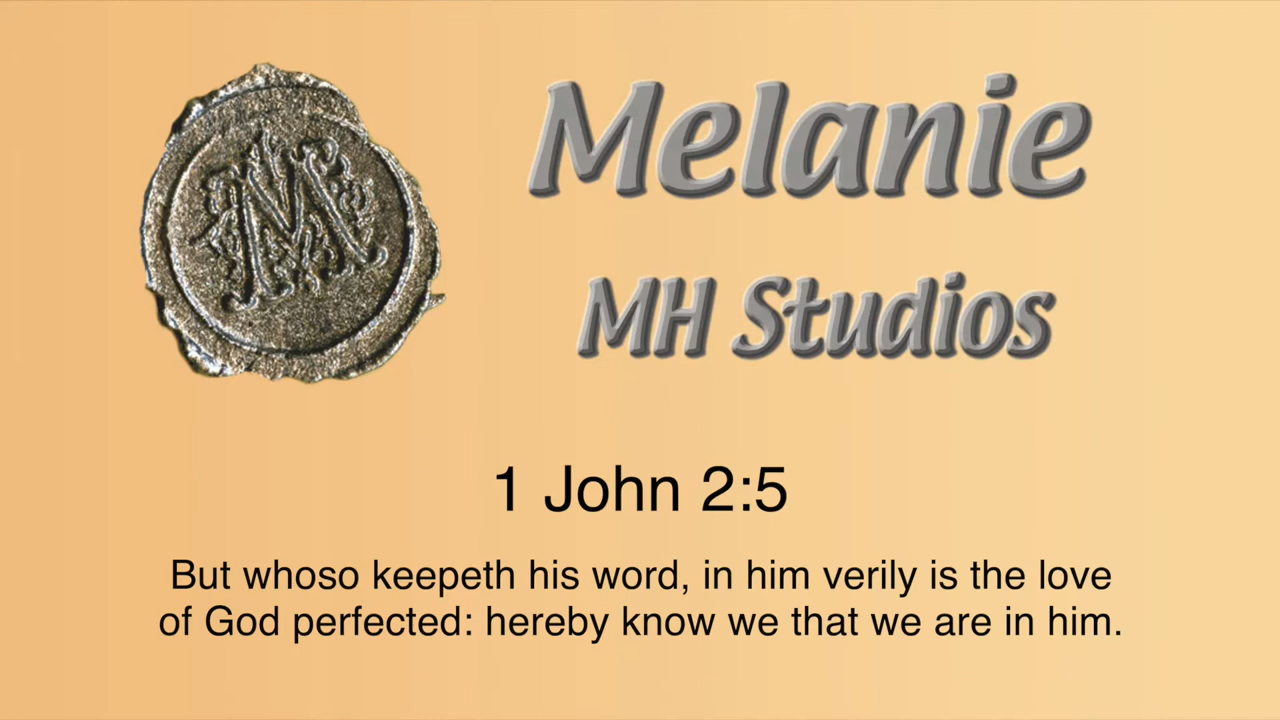 M
Melanie
MH Studios
1 John 2:5
But whoso keepeth his word, in him verily is the love
of God perfected: hereby know we that we are in him.